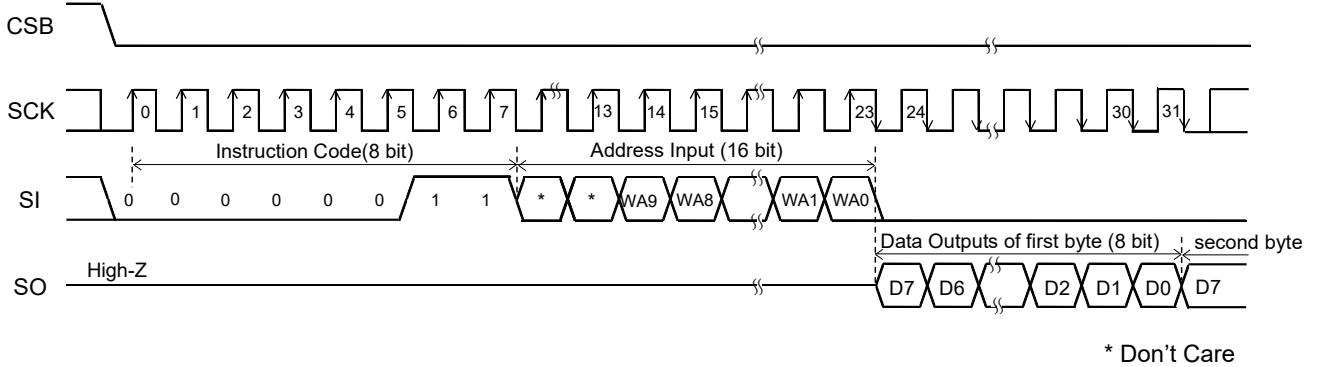 CSB
SCK
0 1 2 3 4 5 6 7 13 14 15 23 24 30 31
Instruction Code(8 bit) Address Input (16 bit)
SI
0 0 0 0 0 0 1 1 * * WA9 WA8 WA1 WA0
Data Outputs of first byte (8 bit) second byte
High-Z
SO
D7 D6 D2 D1 D0 D7
* Don't Care